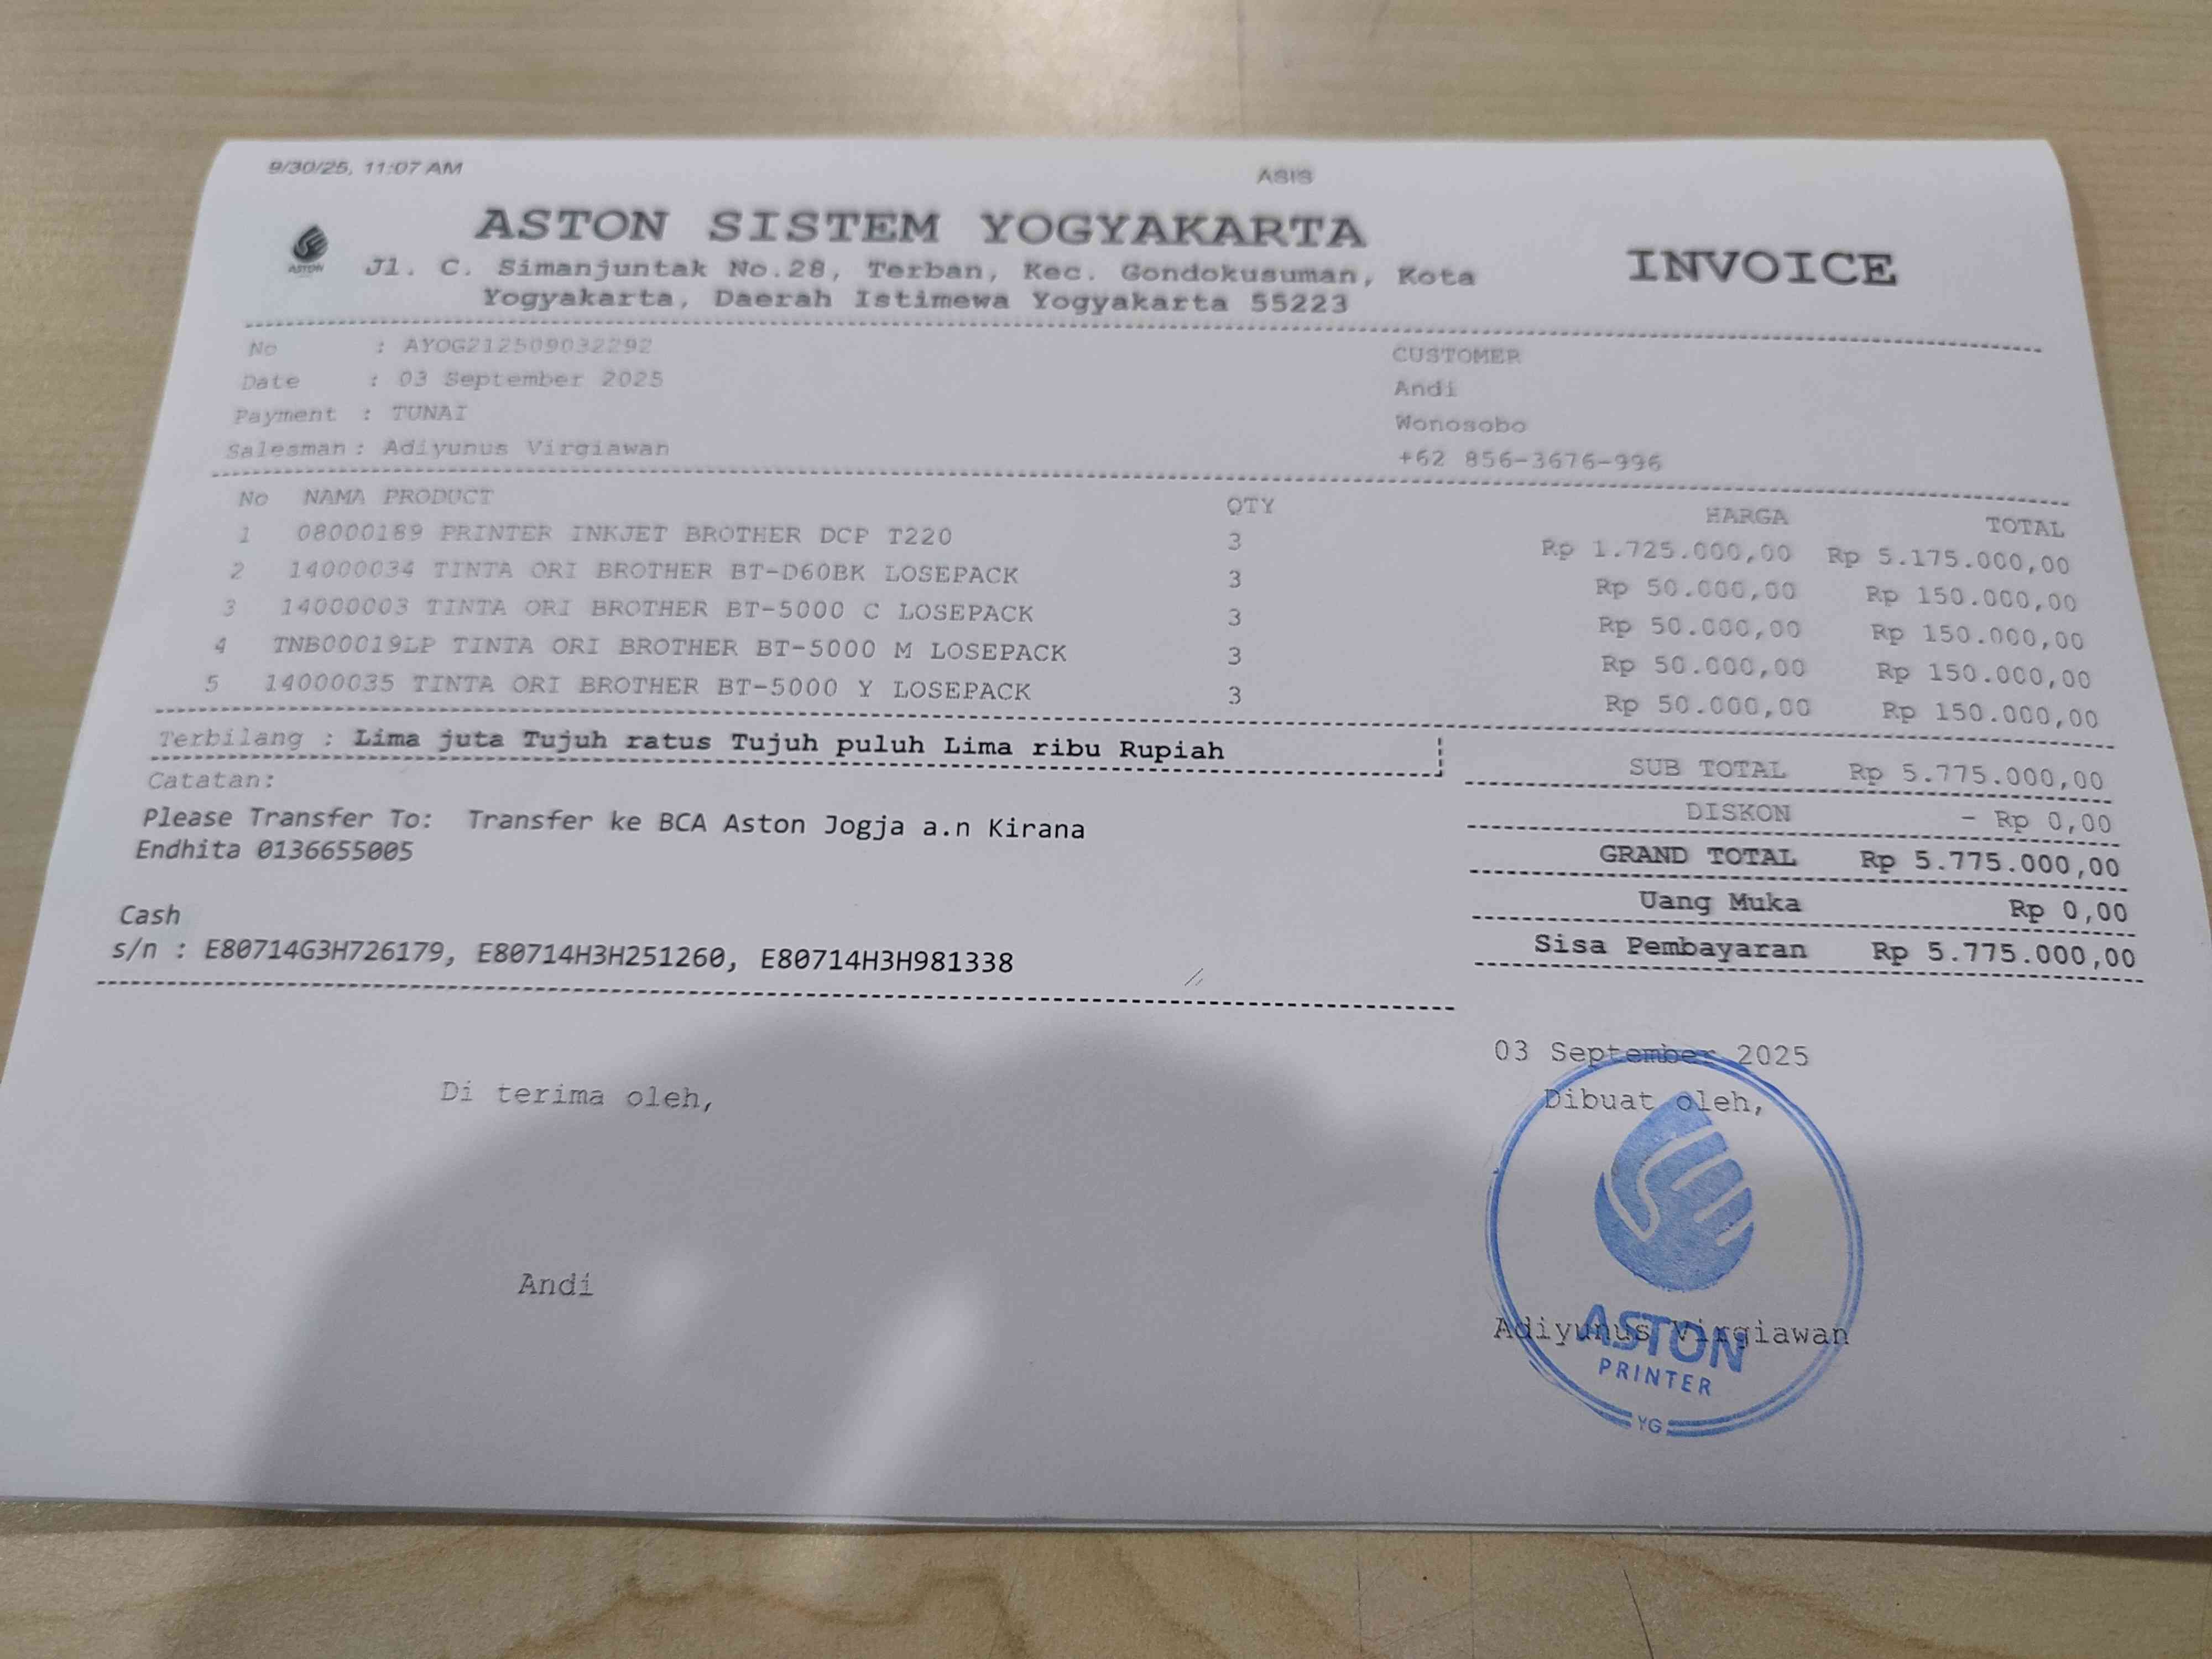 9/30/25, 11:07 AM
ASIS
ASTON SISTEM YOGYAKARTA
INVOICE
ASTON
Jl. C. Simanjuntak No.28, Terban, Kec. Gondokusuman, Kota
Yogyakarta, Daerah Istimewa Yogyakarta 55223
No : AYOG212509032292
Date : 03 September 2025
Payment : TUNAI
Salesman : Adiyunus Virgiawan
CUSTOMER
Andi
Wonosobo
+62 856-3676-996
No NAMA PRODUCT QTY HARGA TOTAL
1 08000189 PRINTER INKJET BROTHER DCP T220 3 Rp 1.725.000,00 Rp 5.175.000,00
2 14000034 TINTA ORI BROTHER BT-D60BK LOSEPACK 3 Rp 50.000,00 Rp 150.000,00
3 14000003 TINTA ORI BROTHER BT-5000 C LOSEPACK 3 Rp 50.000,00 Rp 150.000,00
4 TNB00019LP TINTA ORI BROTHER BT-5000 M LOSEPACK 3 Rp 50.000,00 Rp 150.000,00
5 14000035 TINTA ORI BROTHER BT-5000 Y LOSEPACK 3 Rp 50.000,00 Rp 150.000,00
Terbilang : Lima juta Tujuh ratus Tujuh puluh Lima ribu Rupiah
Catatan:
Please Transfer To: Transfer ke BCA Aston Jogja a.n Kirana
Endhita 0136655005
Cash
s/n : E80714G3H726179, E80714H3H251260, E80714H3H981338
SUB TOTAL Rp 5.775.000,00
DISKON - Rp 0,00
GRAND TOTAL Rp 5.775.000,00
Uang Muka Rp 0,00
Sisa Pembayaran Rp 5.775.000,00
Di terima oleh,
Andi
03 September 2025
Dibuat oleh,
Adiyunus Virgiawan
ASTON
PRINTER
YG